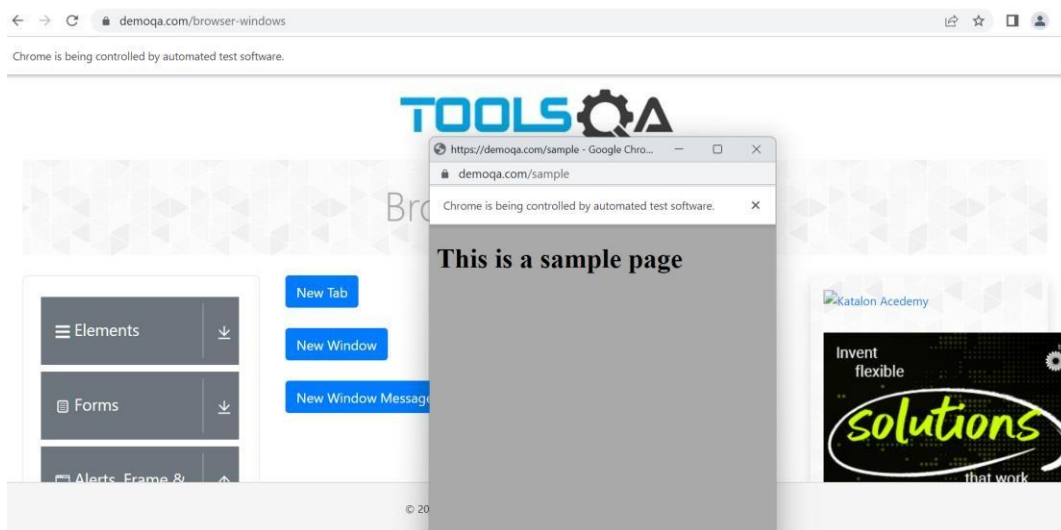 demoqa.com/browser-windows
Chrome is being controlled by automated test software.
TOOLSQA
https://demoqa.com/sample - Google Chro...
demoqa.com/sample
Chrome is being controlled by automated test software.
This is a sample page
New Tab
New Window
New Window Message
Elements
Forms
Alerts, Frame &
Katalon Acedemy
Invent
flexible
solutions
that work
© 20